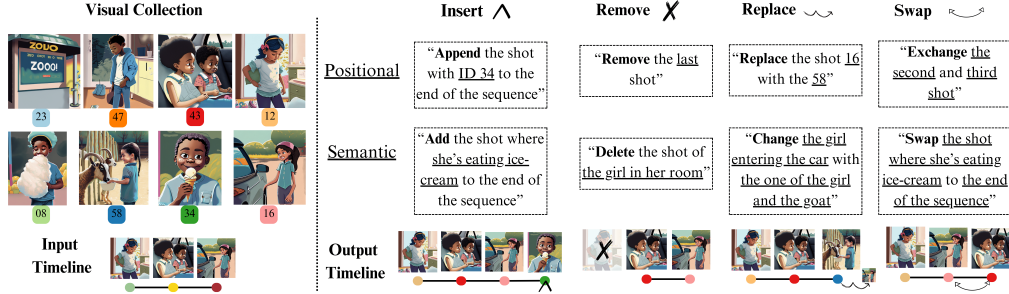 Visual Collection
Insert
Remove
Replace
Swap
ZOVO
ZOOO!
23
47
43
12
08
58
34
16
Input
Timeline
Positional
“Append the shot
with ID 34 to the
end of the sequence”
“Remove the last
shot”
“Replace the shot 16
with the 58”
“Exchange the
second and third
shot”
Semantic
“Add the shot where
she’s eating ice-
cream to the end of
the sequence”
“Delete the shot of
the girl in her room”
“Change the girl
entering the car with
the one of the girl
and the goat”
“Swap the shot
where she’s eating
ice-cream to the end
of the sequence”
Output
Timeline